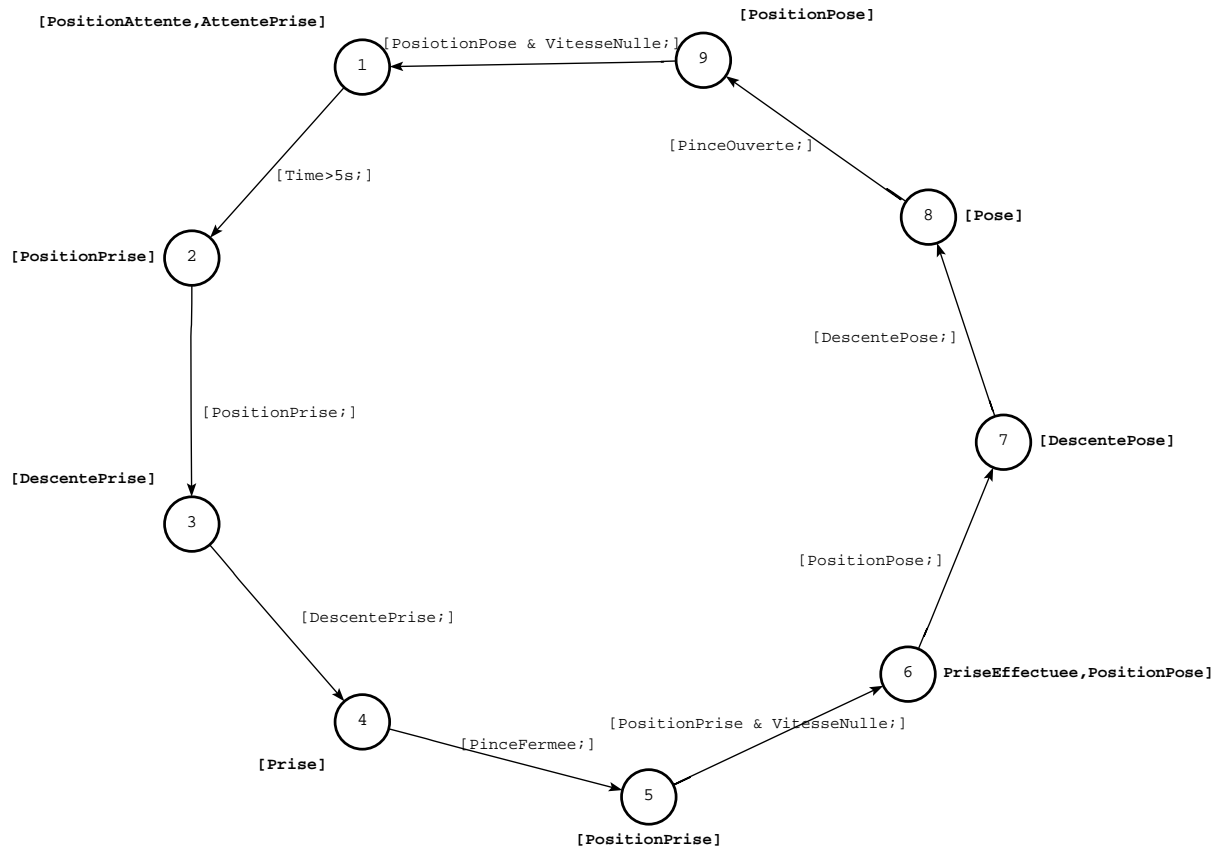 [PositionPose]
[PositionAttente,AttentePrise]
[PosiotionPose & VitesseNulle;]
1
9
[PinceOuverte;]
[Time>5s;]
8
[Pose]
[PositionPrise]
2
[DescentePose;]
[PositionPrise;]
7
[DescentePose]
[DescentePrise]
3
[PositionPose;]
[DescentePrise;]
6
PriseEffectuee,PositionPose]
4
[PositionPrise & VitesseNulle;]
[PinceFermee;]
[Prise]
5
[PositionPrise]